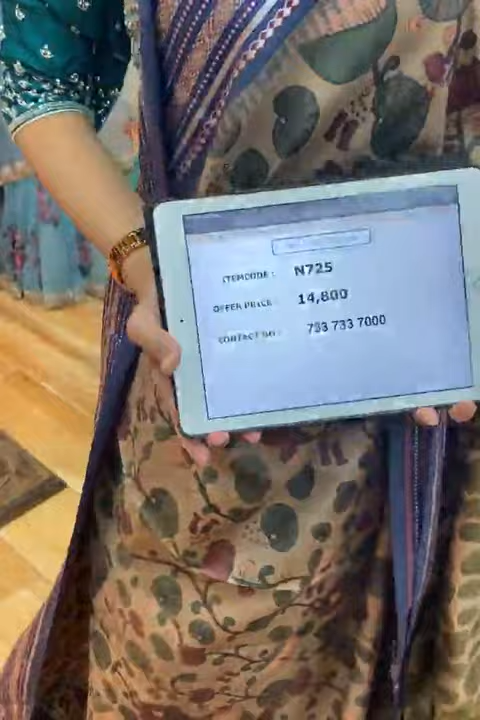 ITEMCODE : N725
OFFER PRICE : 14,800
CONTACT NO : 733 733 7000